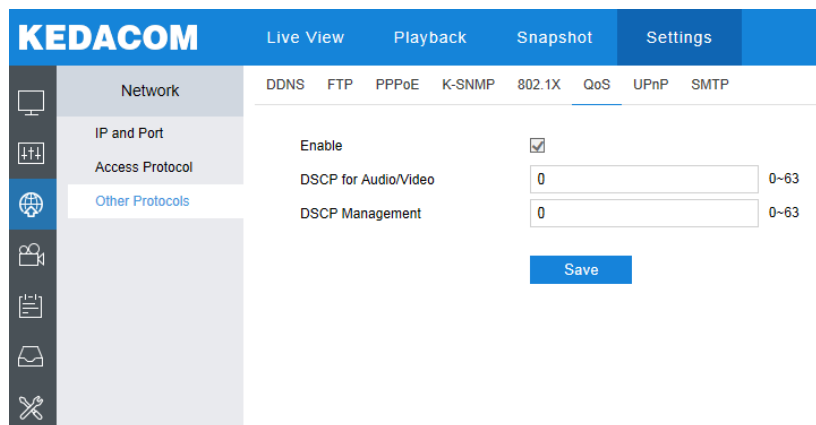 KEDACOM Live View Playback Snapshot Settings
Network DDNS FTP PPPoE K-SNMP 802.1X QoS UPnP SMTP
IP and Port
Access Protocol
Other Protocols
Enable
DSCP for Audio/Video 0 0~63
DSCP Management 0 0~63
Save